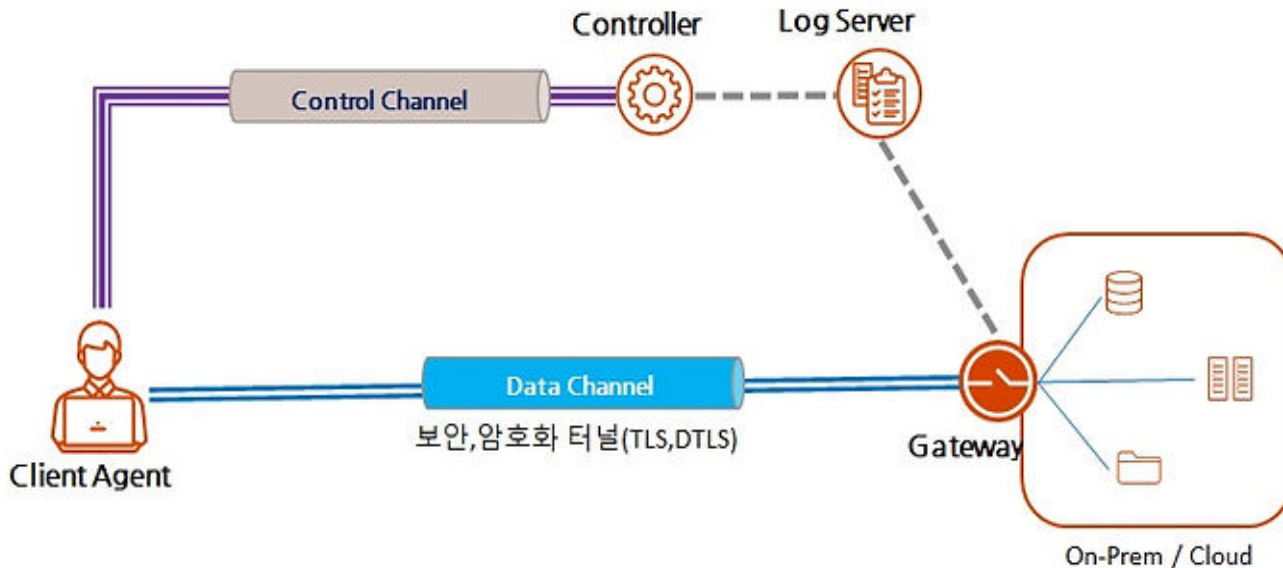 Controller
Log Server
Control Channel
Data Channel
보안,암호화 터널(TLS,DTLS)
Gateway
Client Agent
On-Prem / Cloud